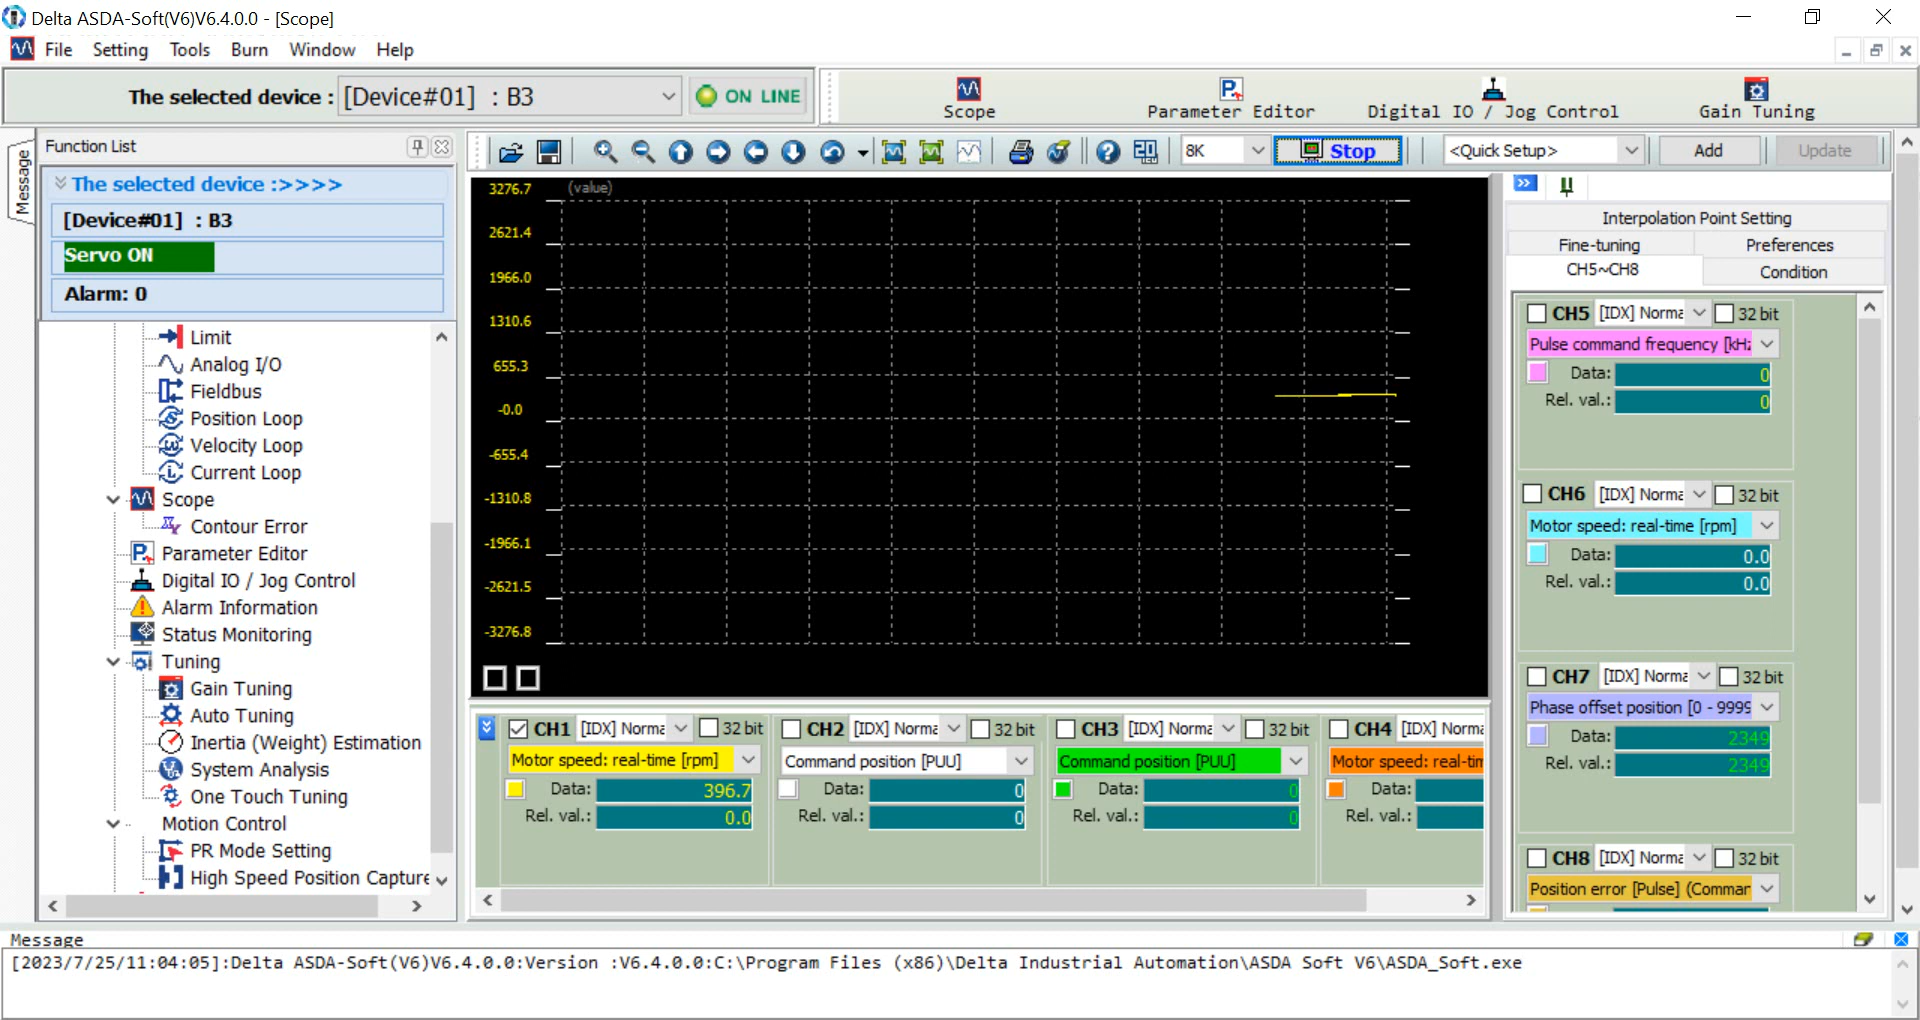 Delta ASDA-Soft(V6)V6.4.0.0 - [Scope]
File Setting Tools Burn Window Help
The selected device : [Device#01] : B3 ON LINE
Scope
Parameter Editor
Digital IO / Jog Control
Gain Tuning
Message
Function List
The selected device :>>>>
[Device#01] : B3
Servo ON
Alarm: 0
Limit
Analog I/O
Fieldbus
Position Loop
Velocity Loop
Current Loop
Scope
Contour Error
Parameter Editor
Digital IO / Jog Control
Alarm Information
Status Monitoring
Tuning
Gain Tuning
Auto Tuning
Inertia (Weight) Estimation
System Analysis
One Touch Tuning
Motion Control
PR Mode Setting
High Speed Position Capture
8K Stop <Quick Setup> Add Update
(value)
3276.7
2621.4
1966.0
1310.6
655.3
-0.0
-655.4
-1310.8
-1966.1
-2621.5
-3276.8
CH1 [IDX] Norma 32 bit
Motor speed: real-time [rpm]
Data: 396.7
Rel. val.: 0.0
CH2 [IDX] Norma 32 bit
Command position [PUU]
Data: 0
Rel. val.: 0
CH3 [IDX] Norma 32 bit
Command position [PUU]
Data: 0
Rel. val.: 0
CH4 [IDX] Norma
Motor speed: real-tim
Data:
Rel. val.:
Interpolation Point Setting
Fine-tuning Preferences
CH5~CH8 Condition
CH5 [IDX] Norma 32 bit
Pulse command frequency [kHz
Data: 0
Rel. val.: 0
CH6 [IDX] Norma 32 bit
Motor speed: real-time [rpm]
Data: 0.0
Rel. val.: 0.0
CH7 [IDX] Norma 32 bit
Phase offset position [0 - 9999
Data: 2349
Rel. val.: 2349
CH8 [IDX] Norma 32 bit
Position error [Pulse] (Comman
Message
[2023/7/25/11:04:05]:Delta ASDA-Soft(V6)V6.4.0.0:Version :V6.4.0.0:C:\Program Files (x86)\Delta Industrial Automation\ASDA Soft V6\ASDA_Soft.exe